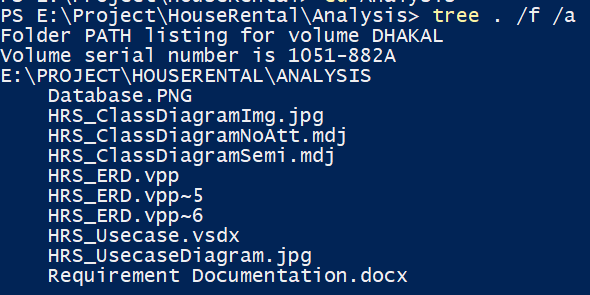 PS E:\Project\HouseRental\Analysis> tree . /f /a
Folder PATH listing for volume DHAKAL
Volume serial number is 1051-882A
E:\PROJECT\HOUSERENTAL\ANALYSIS
Database.PNG
HRS_ClassDiagramImg.jpg
HRS_ClassDiagramNoAtt.mdj
HRS_ClassDiagramSemi.mdj
HRS_ERD.vpp
HRS_ERD.vpp~5
HRS_ERD.vpp~6
HRS_Usecase.vsdx
HRS_UsecaseDiagram.jpg
Requirement Documentation.docx